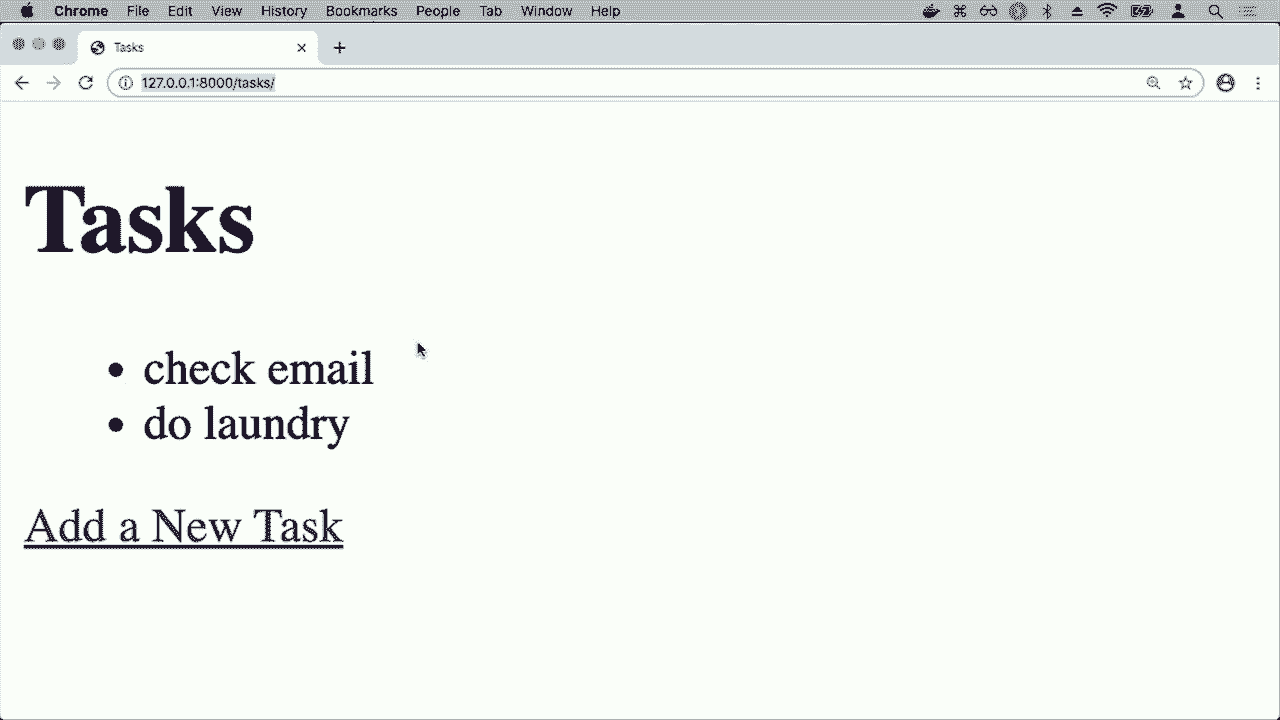 Chrome File Edit View History Bookmarks People Tab Window Help
Tasks
127.0.0.1:8000/tasks/
Tasks
• check email
• do laundry
Add a New Task